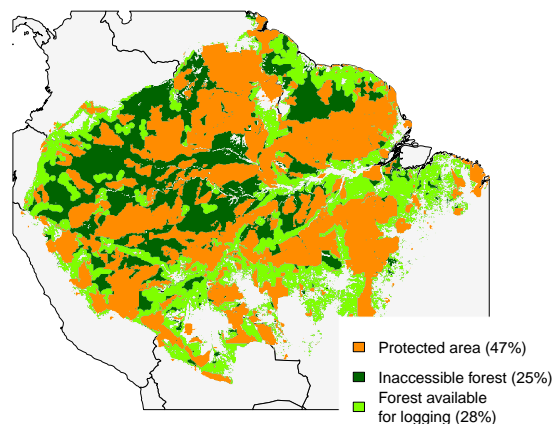 Protected area (47%)
Inaccessible forest (25%)
Forest available
for logging (28%)